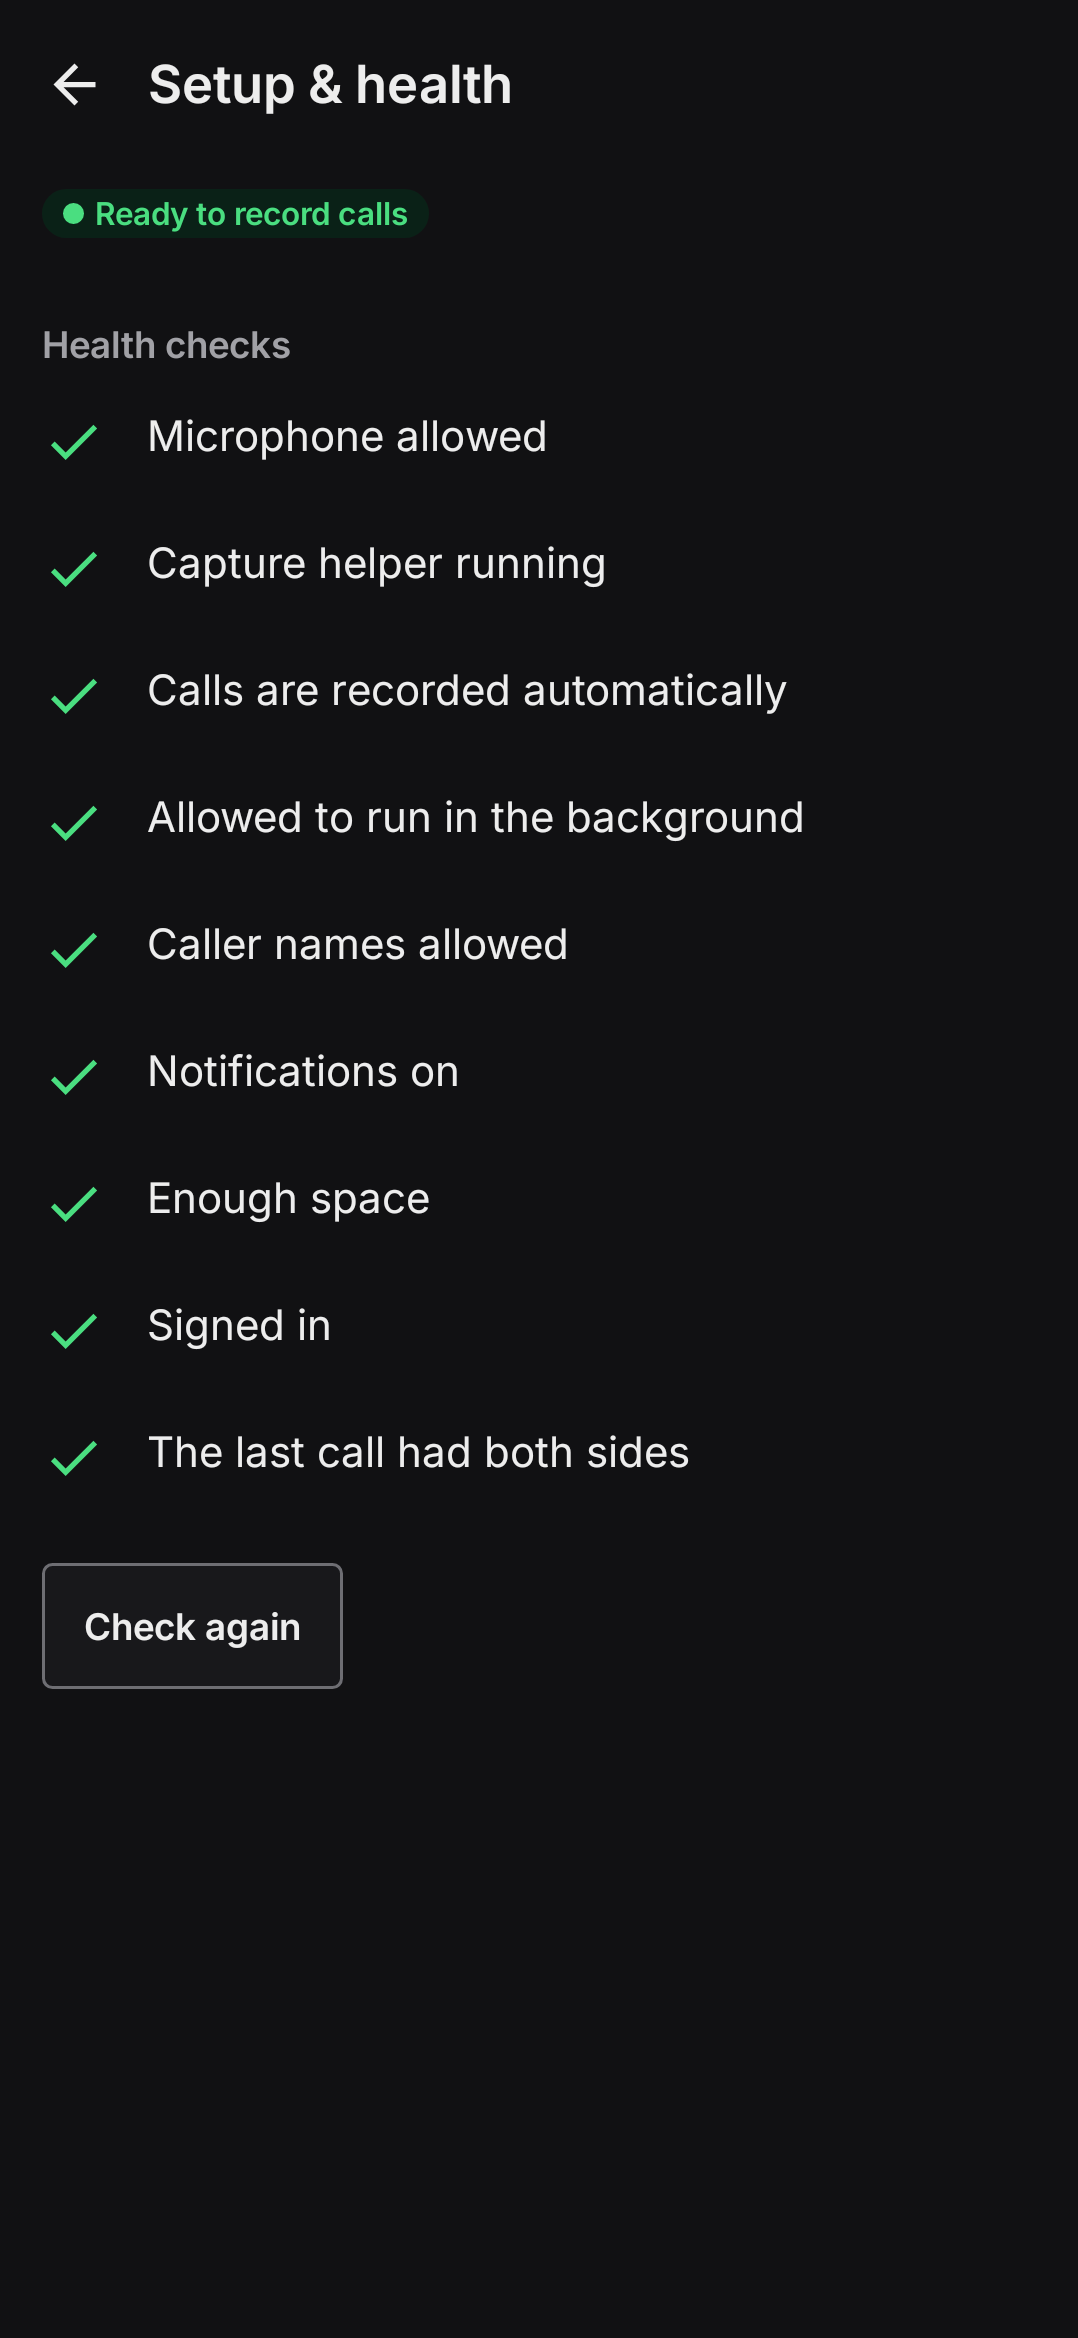 Setup & health
Ready to record calls
Health checks
Microphone allowed
Capture helper running
Calls are recorded automatically
Allowed to run in the background
Caller names allowed
Notifications on
Enough space
Signed in
The last call had both sides
Check again